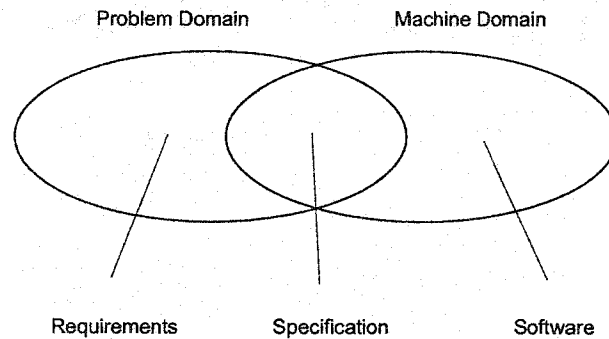 Problem Domain
Machine Domain
Requirements
Specification
Software